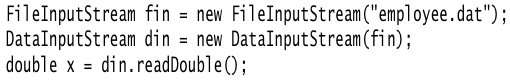 FileInputStream fin = new FileInputStream("employee.dat");
DataInputStream din = new DataInputStream(fin);
double x = din.readDouble();